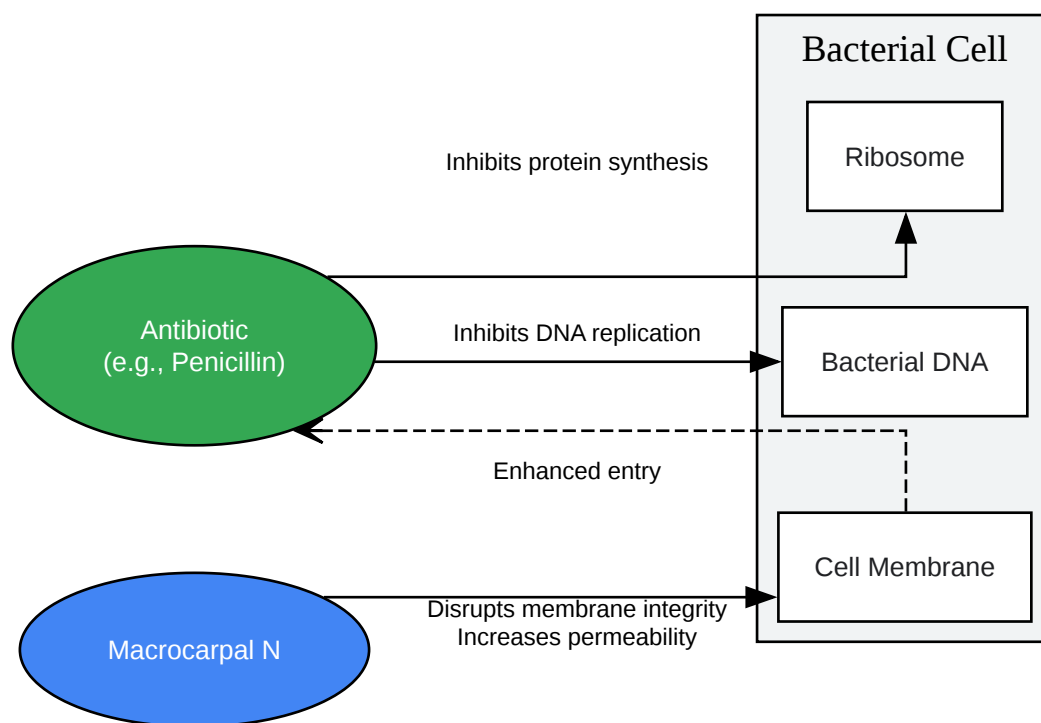 Bacterial Cell
Ribosome
Inhibits protein synthesis
Antibiotic
(e.g., Penicillin)
Inhibits DNA replication
Bacterial DNA
Enhanced entry
Cell Membrane
Disrupts membrane integrity
Increases permeability
Macrocarpal N